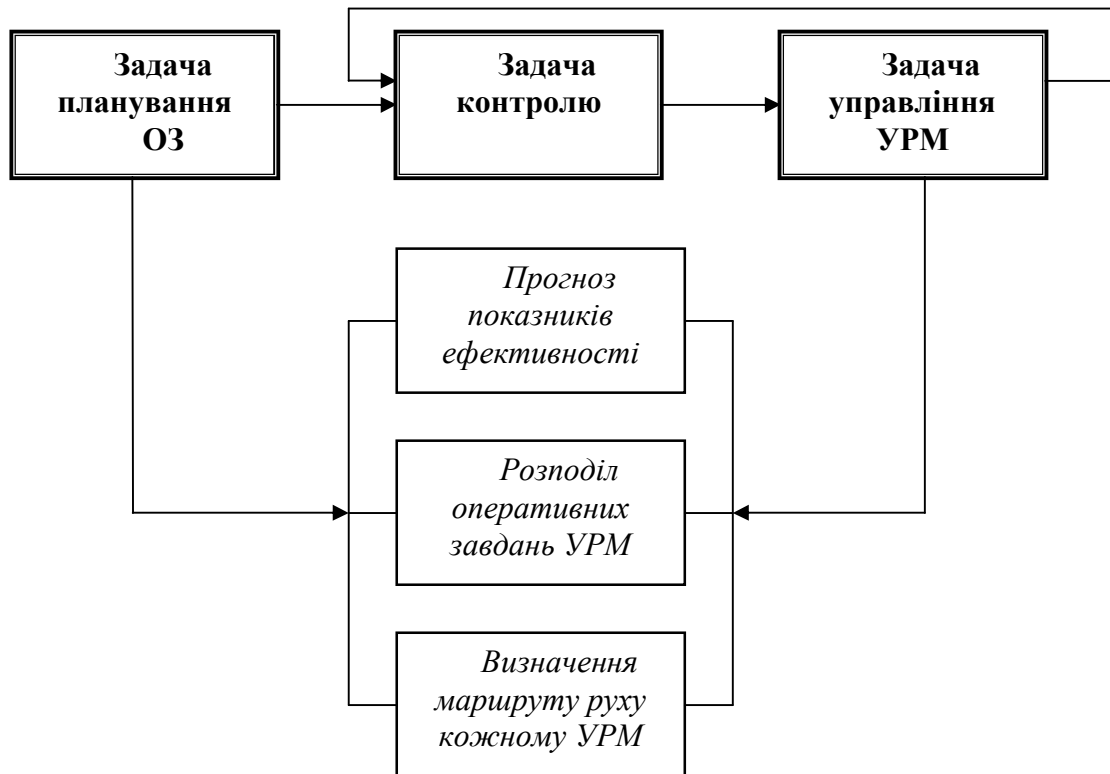 Задача
планування
ОЗ
Задача
контролю
Задача
управління
УРМ
Прогноз
показників
ефективності
Розподіл
оперативних
завдань УРМ
Визначення
маршруту руху
кожному УРМ